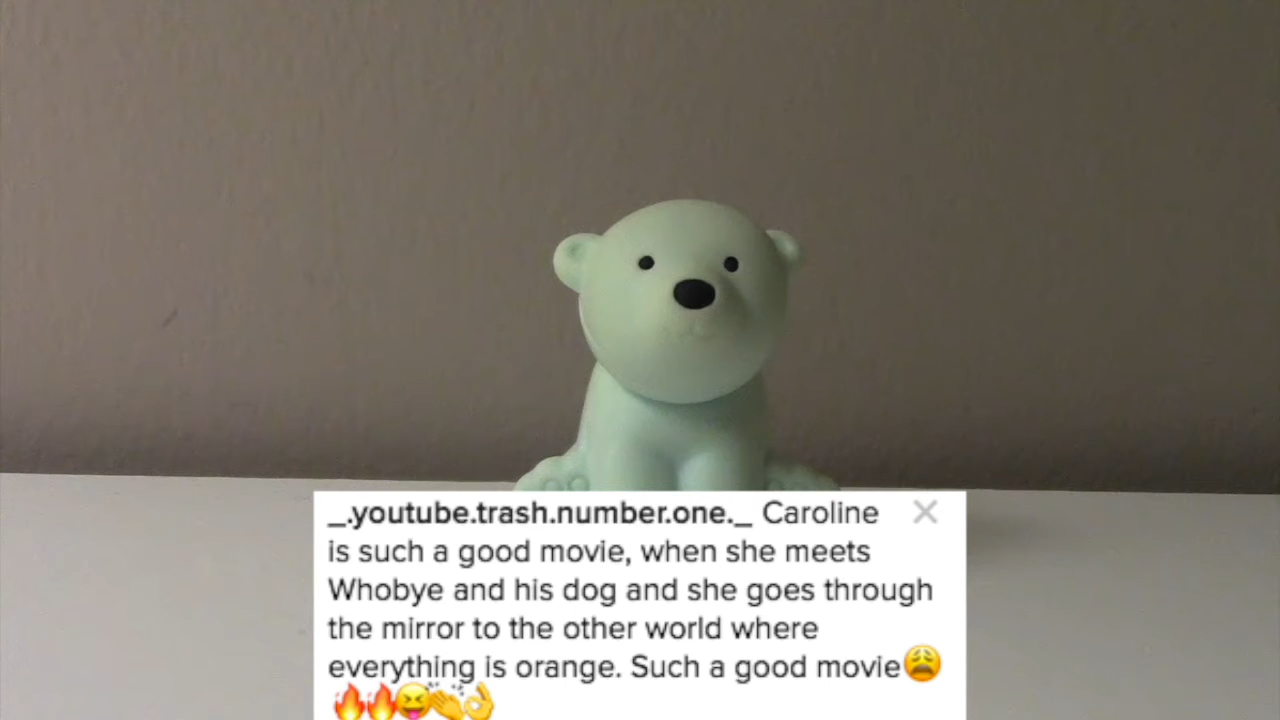 _.youtube.trash.number.one._ Caroline
is such a good movie, when she meets
Whobye and his dog and she goes through
the mirror to the other world where
everything is orange. Such a good movie😩
🔥🔥😝👏👌